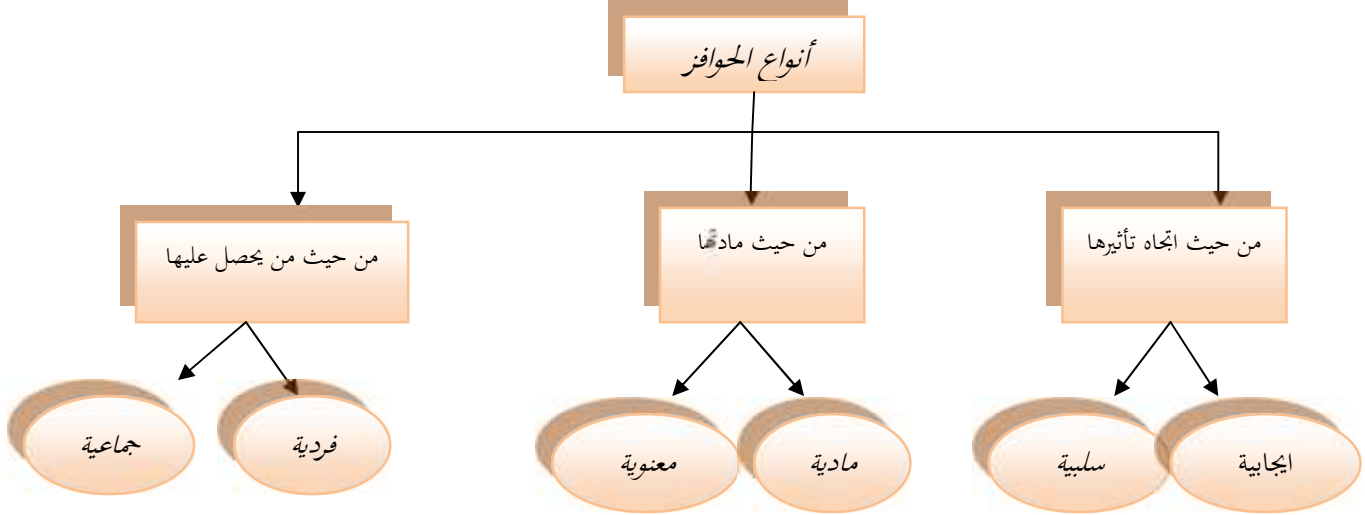 أنواع الحوافز
من حيث اتجاه تأثيرها
من حيث مادتها
من حيث من يحصل عليها
ايجابية
سلبية
مادية
معنوية
فردية
جماعية